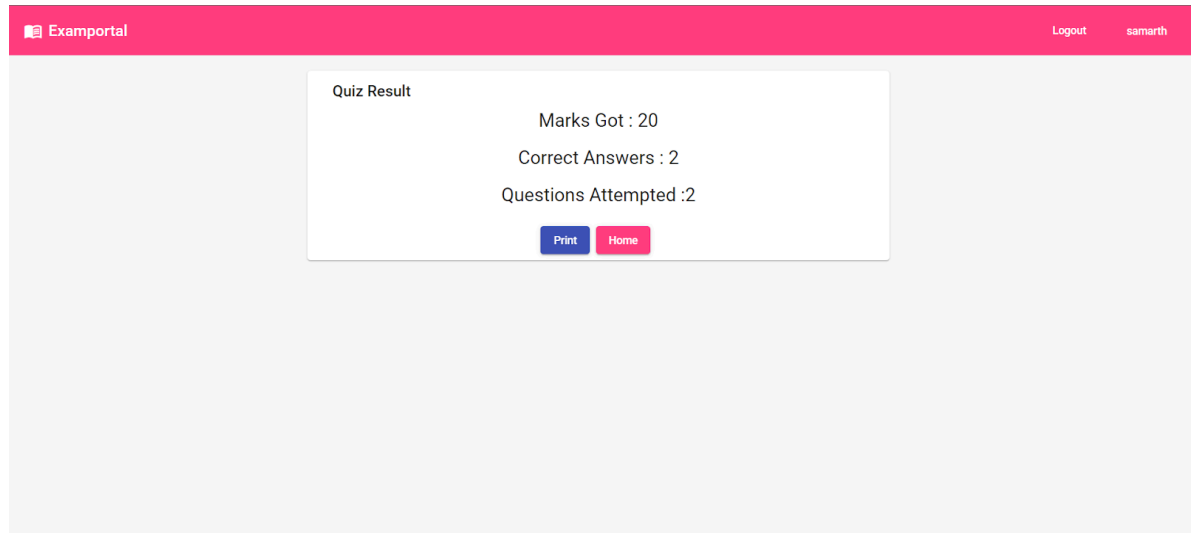 Examportal
Logout samarth
Quiz Result
Marks Got : 20
Correct Answers : 2
Questions Attempted :2
Print Home